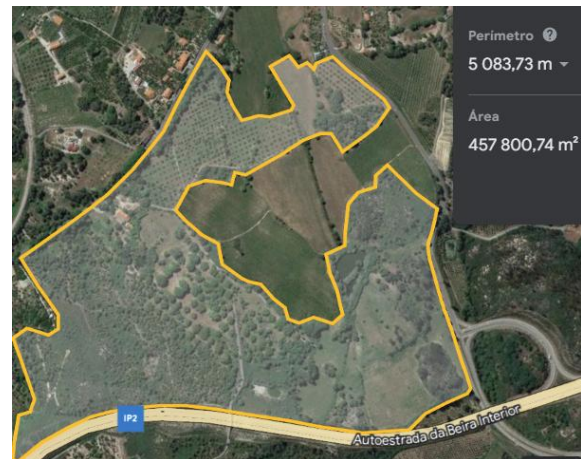 Perímetro
5 083,73 m
Área
457 800,74 m²
IP2
Autoestrada da Beira Interior